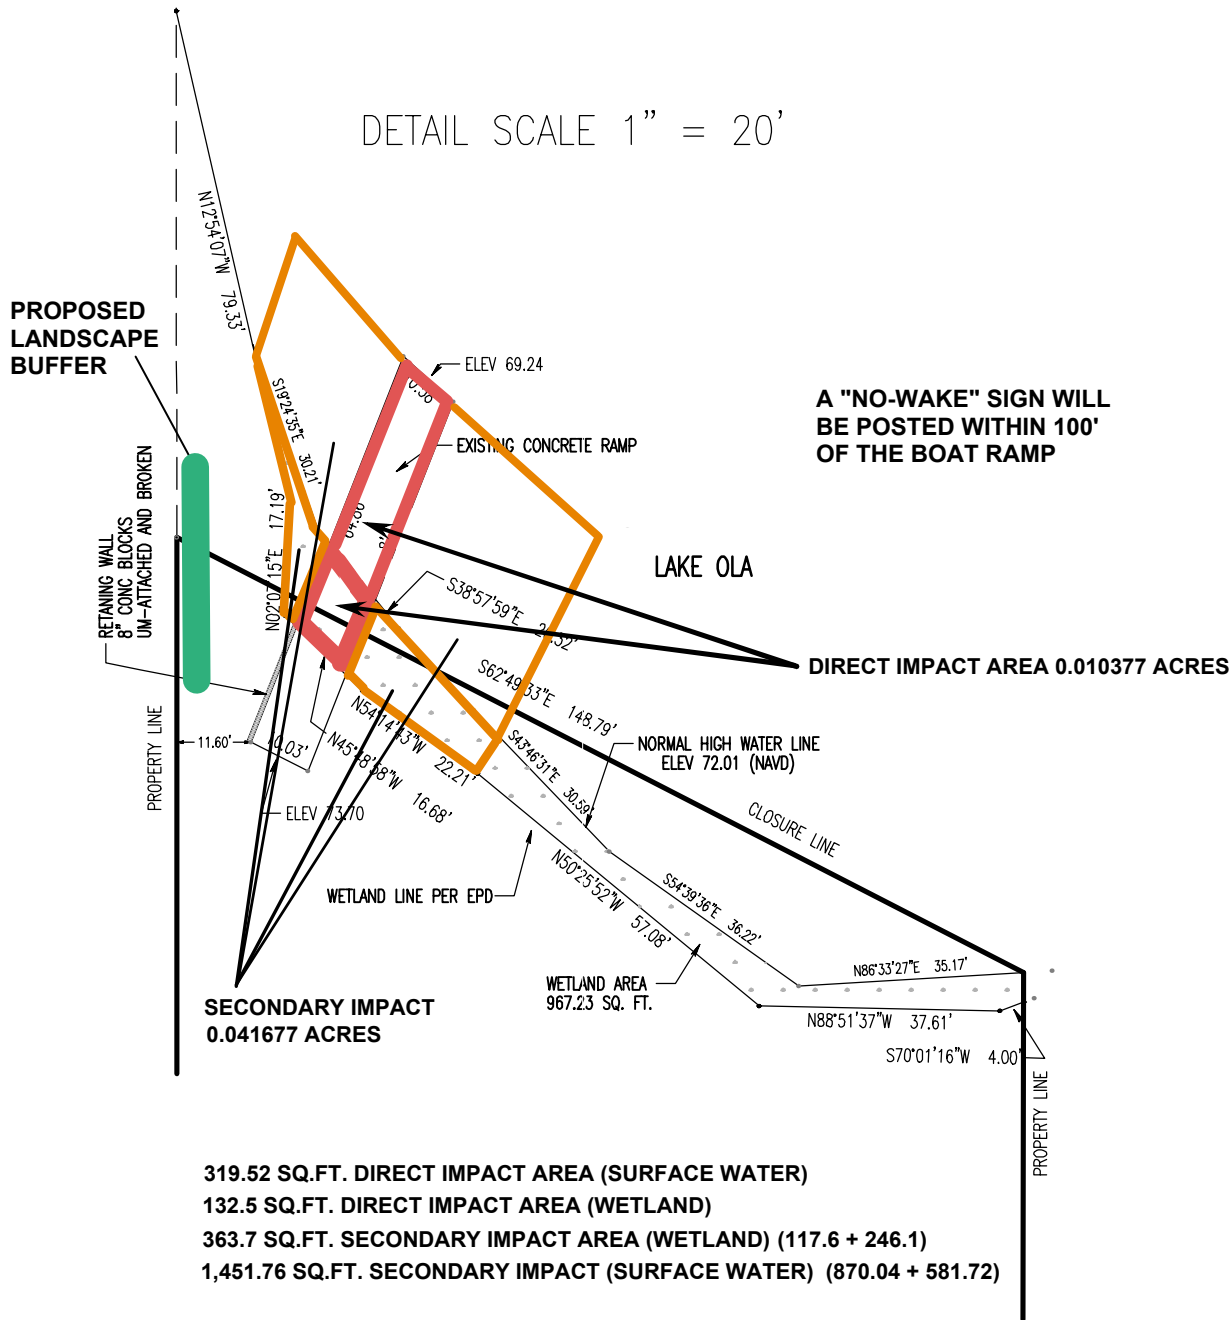 DETAIL SCALE 1" = 20'
N12°54'07"W 79.33'
PROPOSED
LANDSCAPE
BUFFER
ELEV 69.24
S19°24'35"E 30.21'
A "NO-WAKE" SIGN WILL
BE POSTED WITHIN 100'
OF THE BOAT RAMP
EXISTING CONCRETE RAMP
RETANING WALL
8" CONC BLOCKS
UM-ATTACHED AND BROKEN
17.19'
LAKE OLA
S38°57'59"E
S62°49'33"E 148.79'
DIRECT IMPACT AREA 0.010377 ACRES
PROPERTY LINE
11.60'
N54°14'43"W 22.21'
N45°48'58"W 16.68'
S43°46'31"E 30.59'
NORMAL HIGH WATER LINE
ELEV 72.01 (NAVD)
ELEV 73.70
CLOSURE LINE
WETLAND LINE PER EPD
N50°25'52"W 57.08'
S54°39'36"E 36.22'
N86°33'27"E 35.17'
WETLAND AREA
967.23 SQ. FT.
SECONDARY IMPACT
0.041677 ACRES
N88°51'37"W 37.61'
S70°01'16"W 4.00'
PROPERTY LINE
319.52 SQ.FT. DIRECT IMPACT AREA (SURFACE WATER)
132.5 SQ.FT. DIRECT IMPACT AREA (WETLAND)
363.7 SQ.FT. SECONDARY IMPACT AREA (WETLAND) (117.6 + 246.1)
1,451.76 SQ.FT. SECONDARY IMPACT (SURFACE WATER) (870.04 + 581.72)